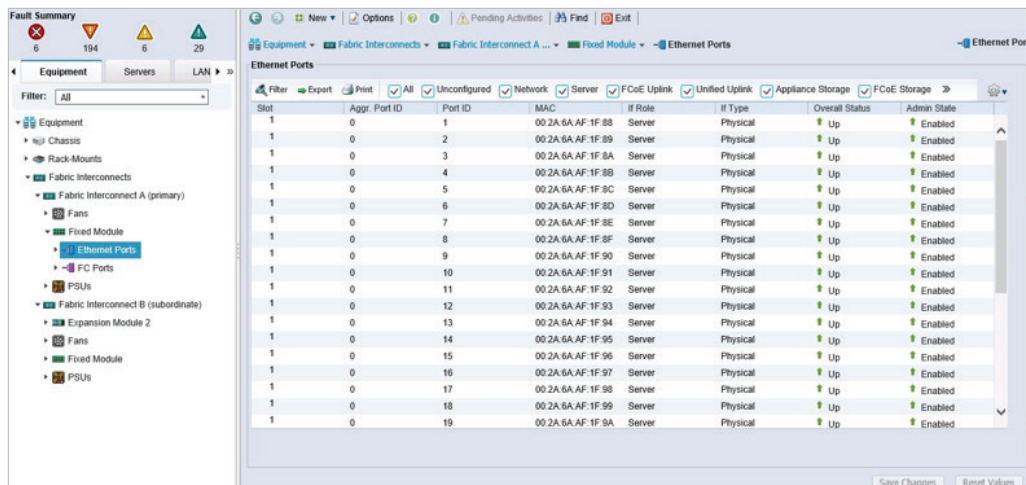 Fault Summary
6 194 6 29
Equipment Servers LAN
Filter: All
Equipment
Chassis
Rack-Mounts
Fabric Interconnects
Fabric Interconnect A (primary)
Fans
Fixed Module
Ethernet Ports
FC Ports
PSUs
Fabric Interconnect B (subordinate)
Expansion Module 2
Fans
Fixed Module
PSUs
New Options Pending Activities Find Exit
Equipment Fabric Interconnects Fabric Interconnect A ... Fixed Module Ethernet Ports Ethernet Por
Ethernet Ports
Filter Export Print All Unconfigured Network Server FCoE Uplink Unified Uplink Appliance Storage FCoE Storage
Slot Aggr. Port ID Port ID MAC If Role If Type Overall Status Admin State
1 0 1 00:2A:6A:AF:1F:88 Server Physical Up Enabled
1 0 2 00:2A:6A:AF:1F:89 Server Physical Up Enabled
1 0 3 00:2A:6A:AF:1F:8A Server Physical Up Enabled
1 0 4 00:2A:6A:AF:1F:8B Server Physical Up Enabled
1 0 5 00:2A:6A:AF:1F:8C Server Physical Up Enabled
1 0 6 00:2A:6A:AF:1F:8D Server Physical Up Enabled
1 0 7 00:2A:6A:AF:1F:8E Server Physical Up Enabled
1 0 8 00:2A:6A:AF:1F:8F Server Physical Up Enabled
1 0 9 00:2A:6A:AF:1F:90 Server Physical Up Enabled
1 0 10 00:2A:6A:AF:1F:91 Server Physical Up Enabled
1 0 11 00:2A:6A:AF:1F:92 Server Physical Up Enabled
1 0 12 00:2A:6A:AF:1F:93 Server Physical Up Enabled
1 0 13 00:2A:6A:AF:1F:94 Server Physical Up Enabled
1 0 14 00:2A:6A:AF:1F:95 Server Physical Up Enabled
1 0 15 00:2A:6A:AF:1F:96 Server Physical Up Enabled
1 0 16 00:2A:6A:AF:1F:97 Server Physical Up Enabled
1 0 17 00:2A:6A:AF:1F:98 Server Physical Up Enabled
1 0 18 00:2A:6A:AF:1F:99 Server Physical Up Enabled
1 0 19 00:2A:6A:AF:1F:9A Server Physical Up Enabled
Save Changes Reset Values